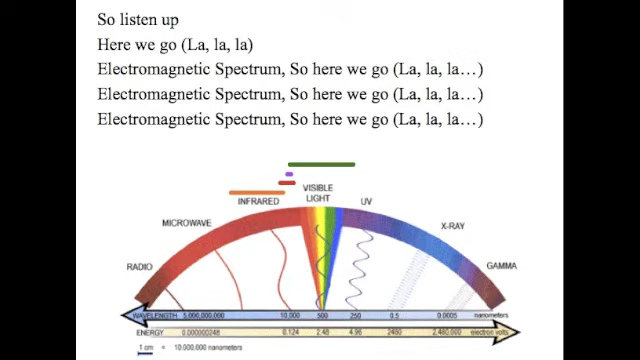 So listen up
Here we go (La, la, la)
Electromagnetic Spectrum, So here we go (La, la, la…)
Electromagnetic Spectrum, So here we go (La, la, la…)
Electromagnetic Spectrum, So here we go (La, la, la…)
VISIBLE LIGHT
INFRARED UV
MICROWAVE X-RAY
RADIO GAMMA
WAVELENGTH 5,000,000,000 10,000 500 250 0.5 0.0005 nanometers
ENERGY 0.000000248 0.124 2.48 4.96 2480 2,480,000 electron volts
1 cm = 10,000,000 nanometers